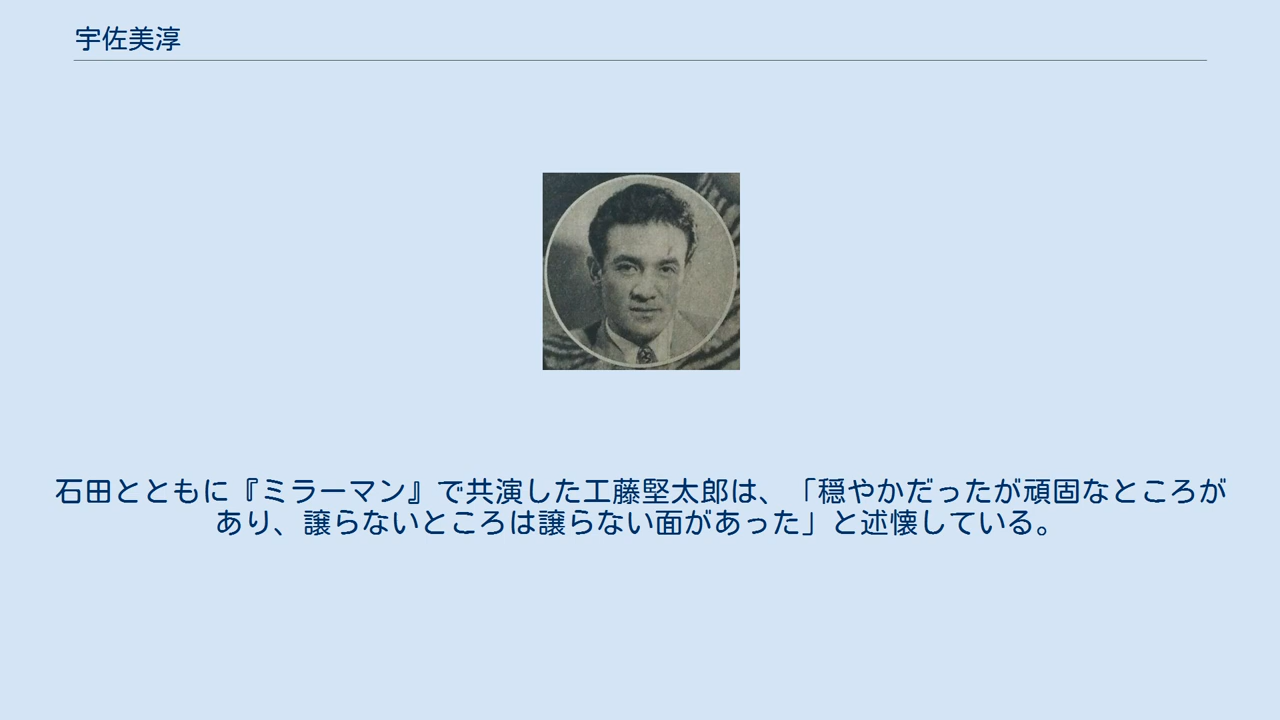 宇佐美淳
石田とともに『ミラーマン』で共演した工藤堅太郎は、「穏やかだったが頑固なところが
あり、譲らないところは譲らない面があった」と述懐している。